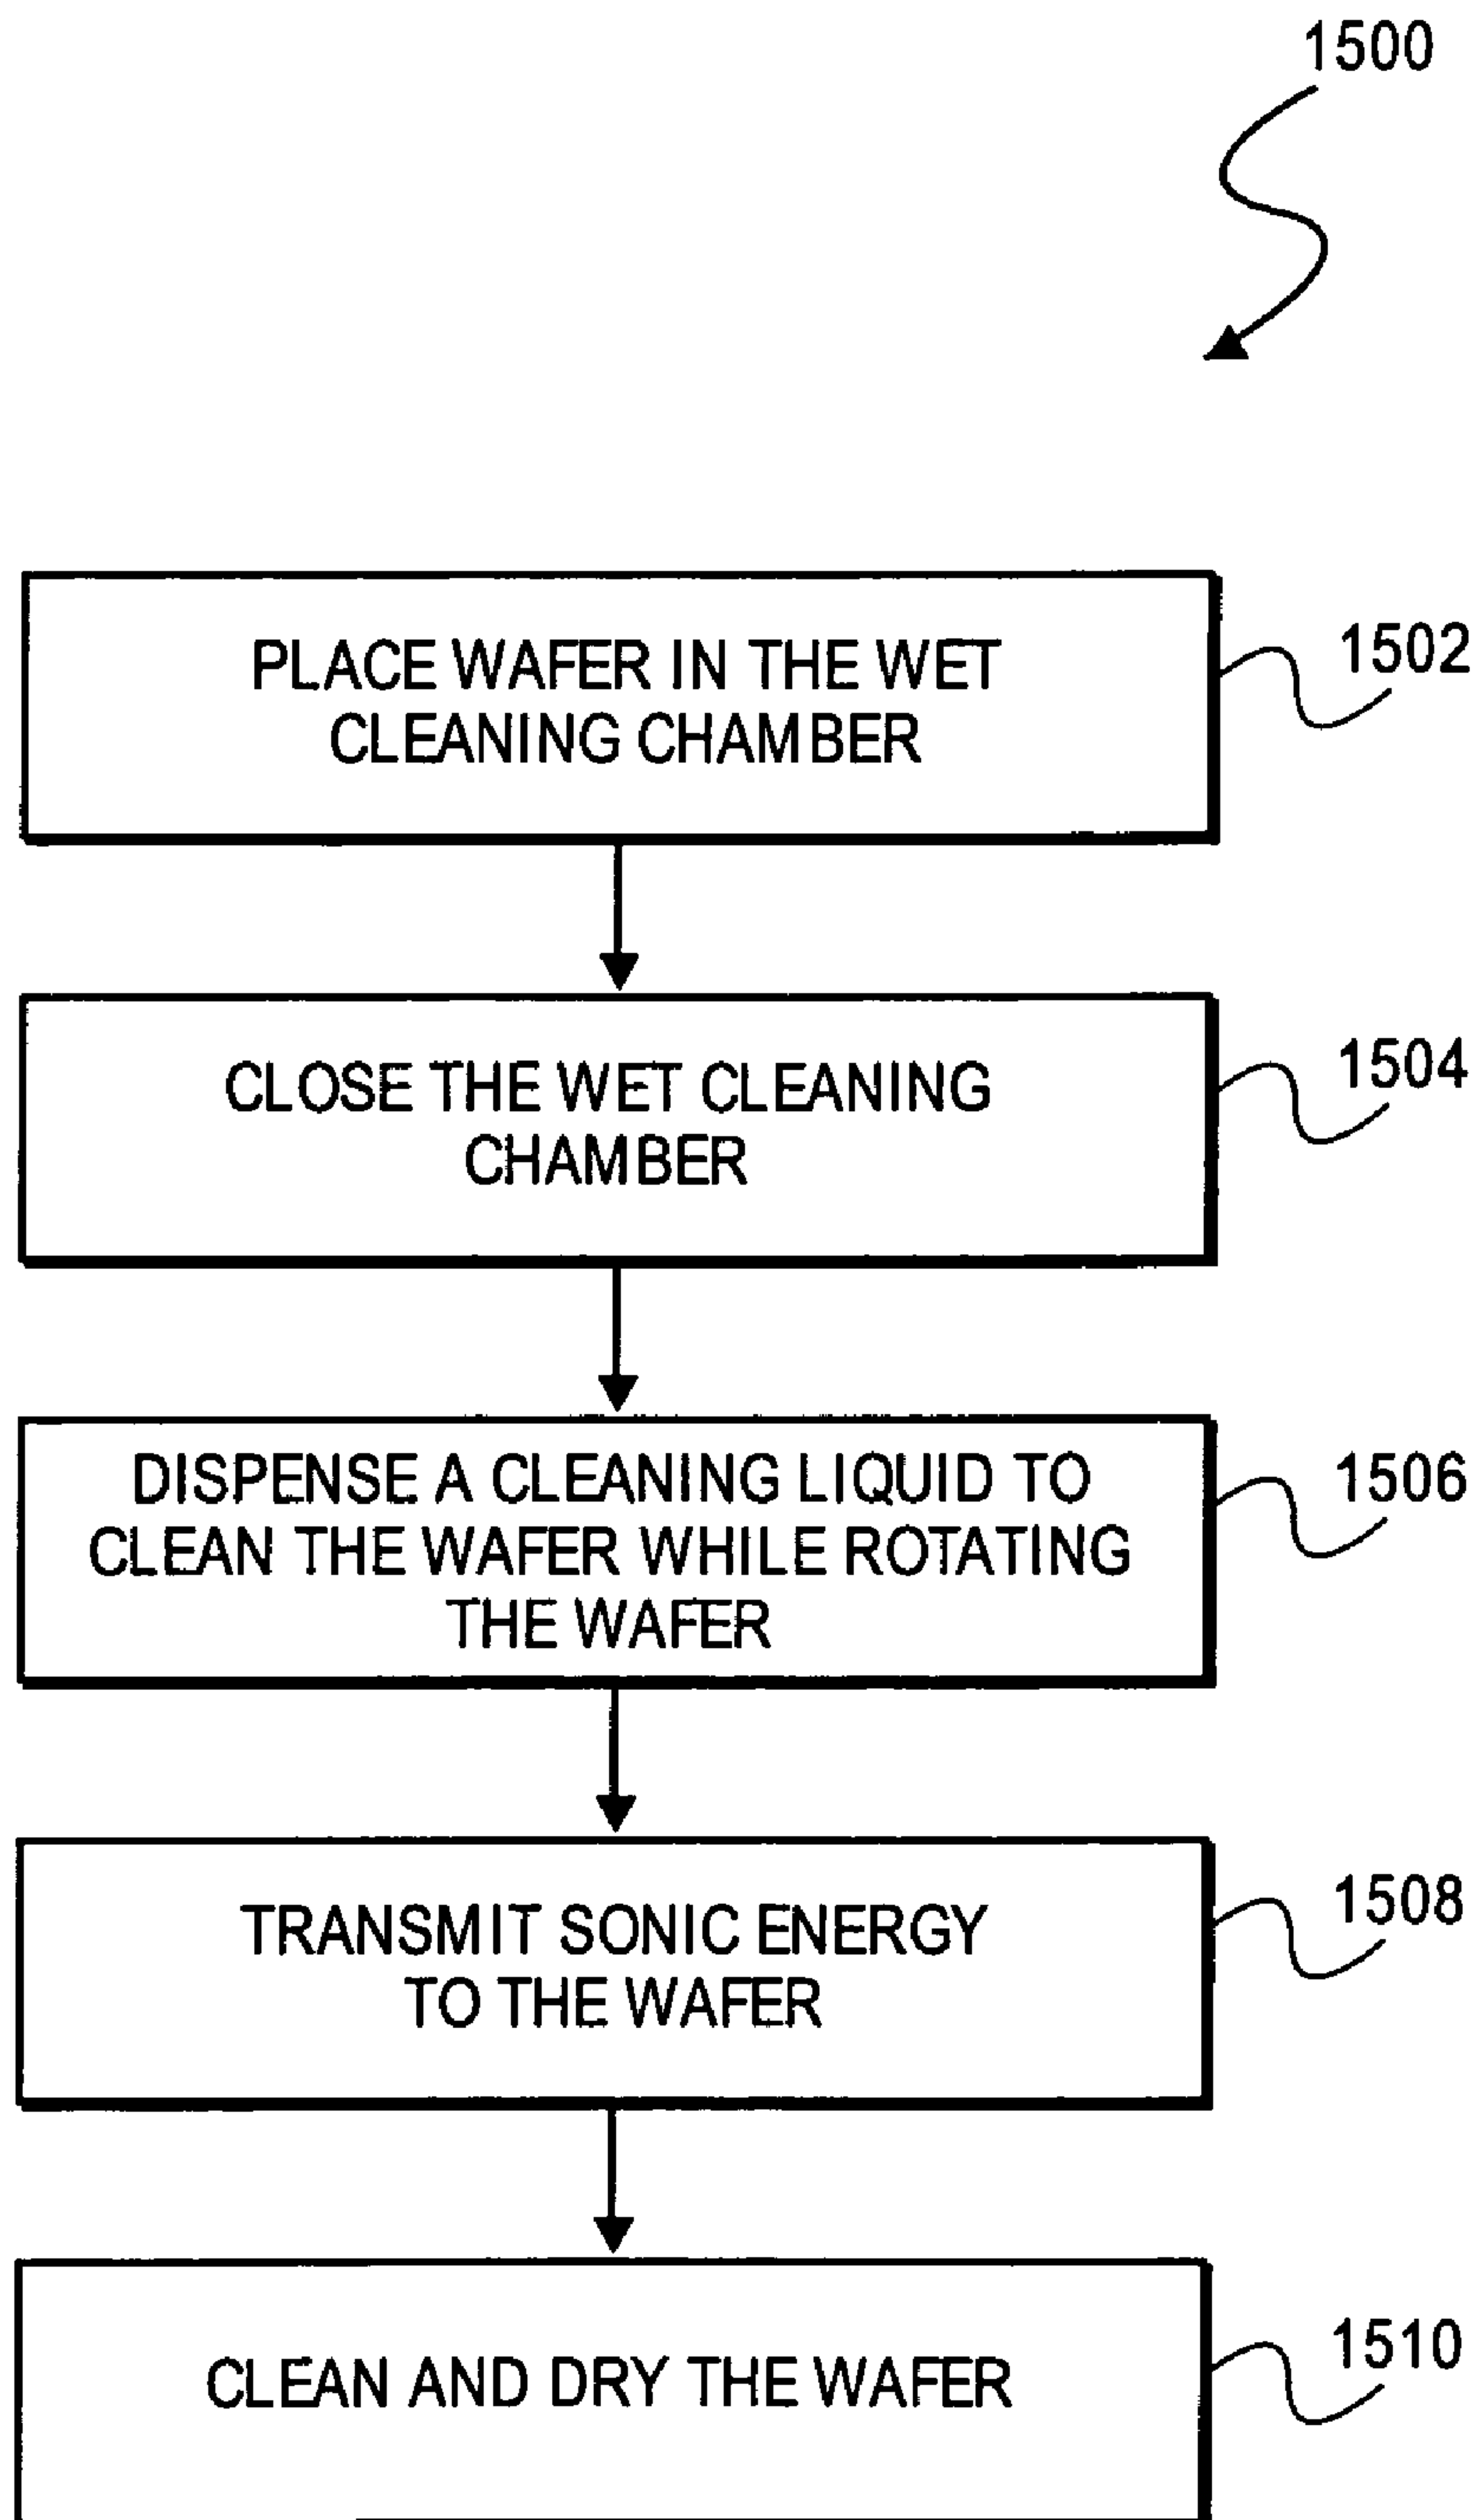 1500
PLACE WAFER IN THE WET
CLEANING CHAMBER
1502
CLOSE THE WET CLEANING
CHAMBER
1504
DISPENSE A CLEANING LIQUID TO
CLEAN THE WAFER WHILE ROTATING
THE WAFER
1506
TRANSMIT SONIC ENERGY
TO THE WAFER
1508
CLEAN AND DRY THE WAFER
1510